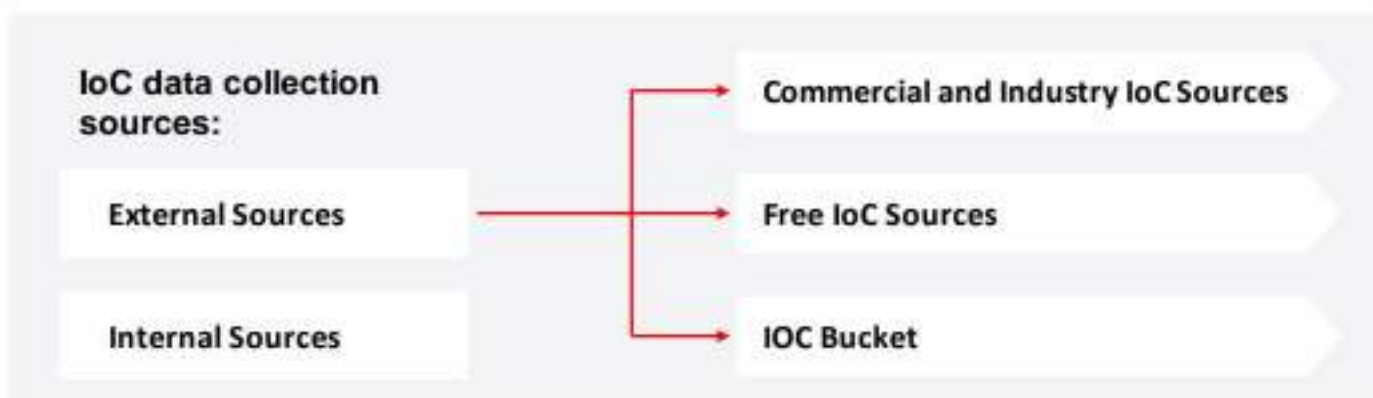 IoC data collection
sources:
External Sources
Internal Sources
Commercial and Industry IoC Sources
Free IoC Sources
IOC Bucket